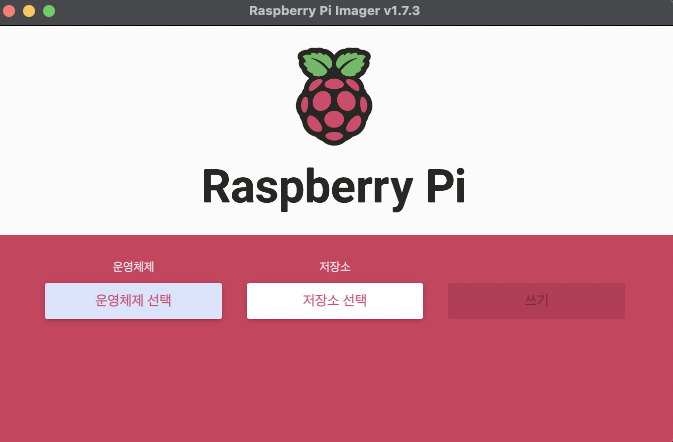 Raspberry Pi Imager v1.7.3
Raspberry Pi
운영체제
저장소
운영체제 선택
저장소 선택
쓰기